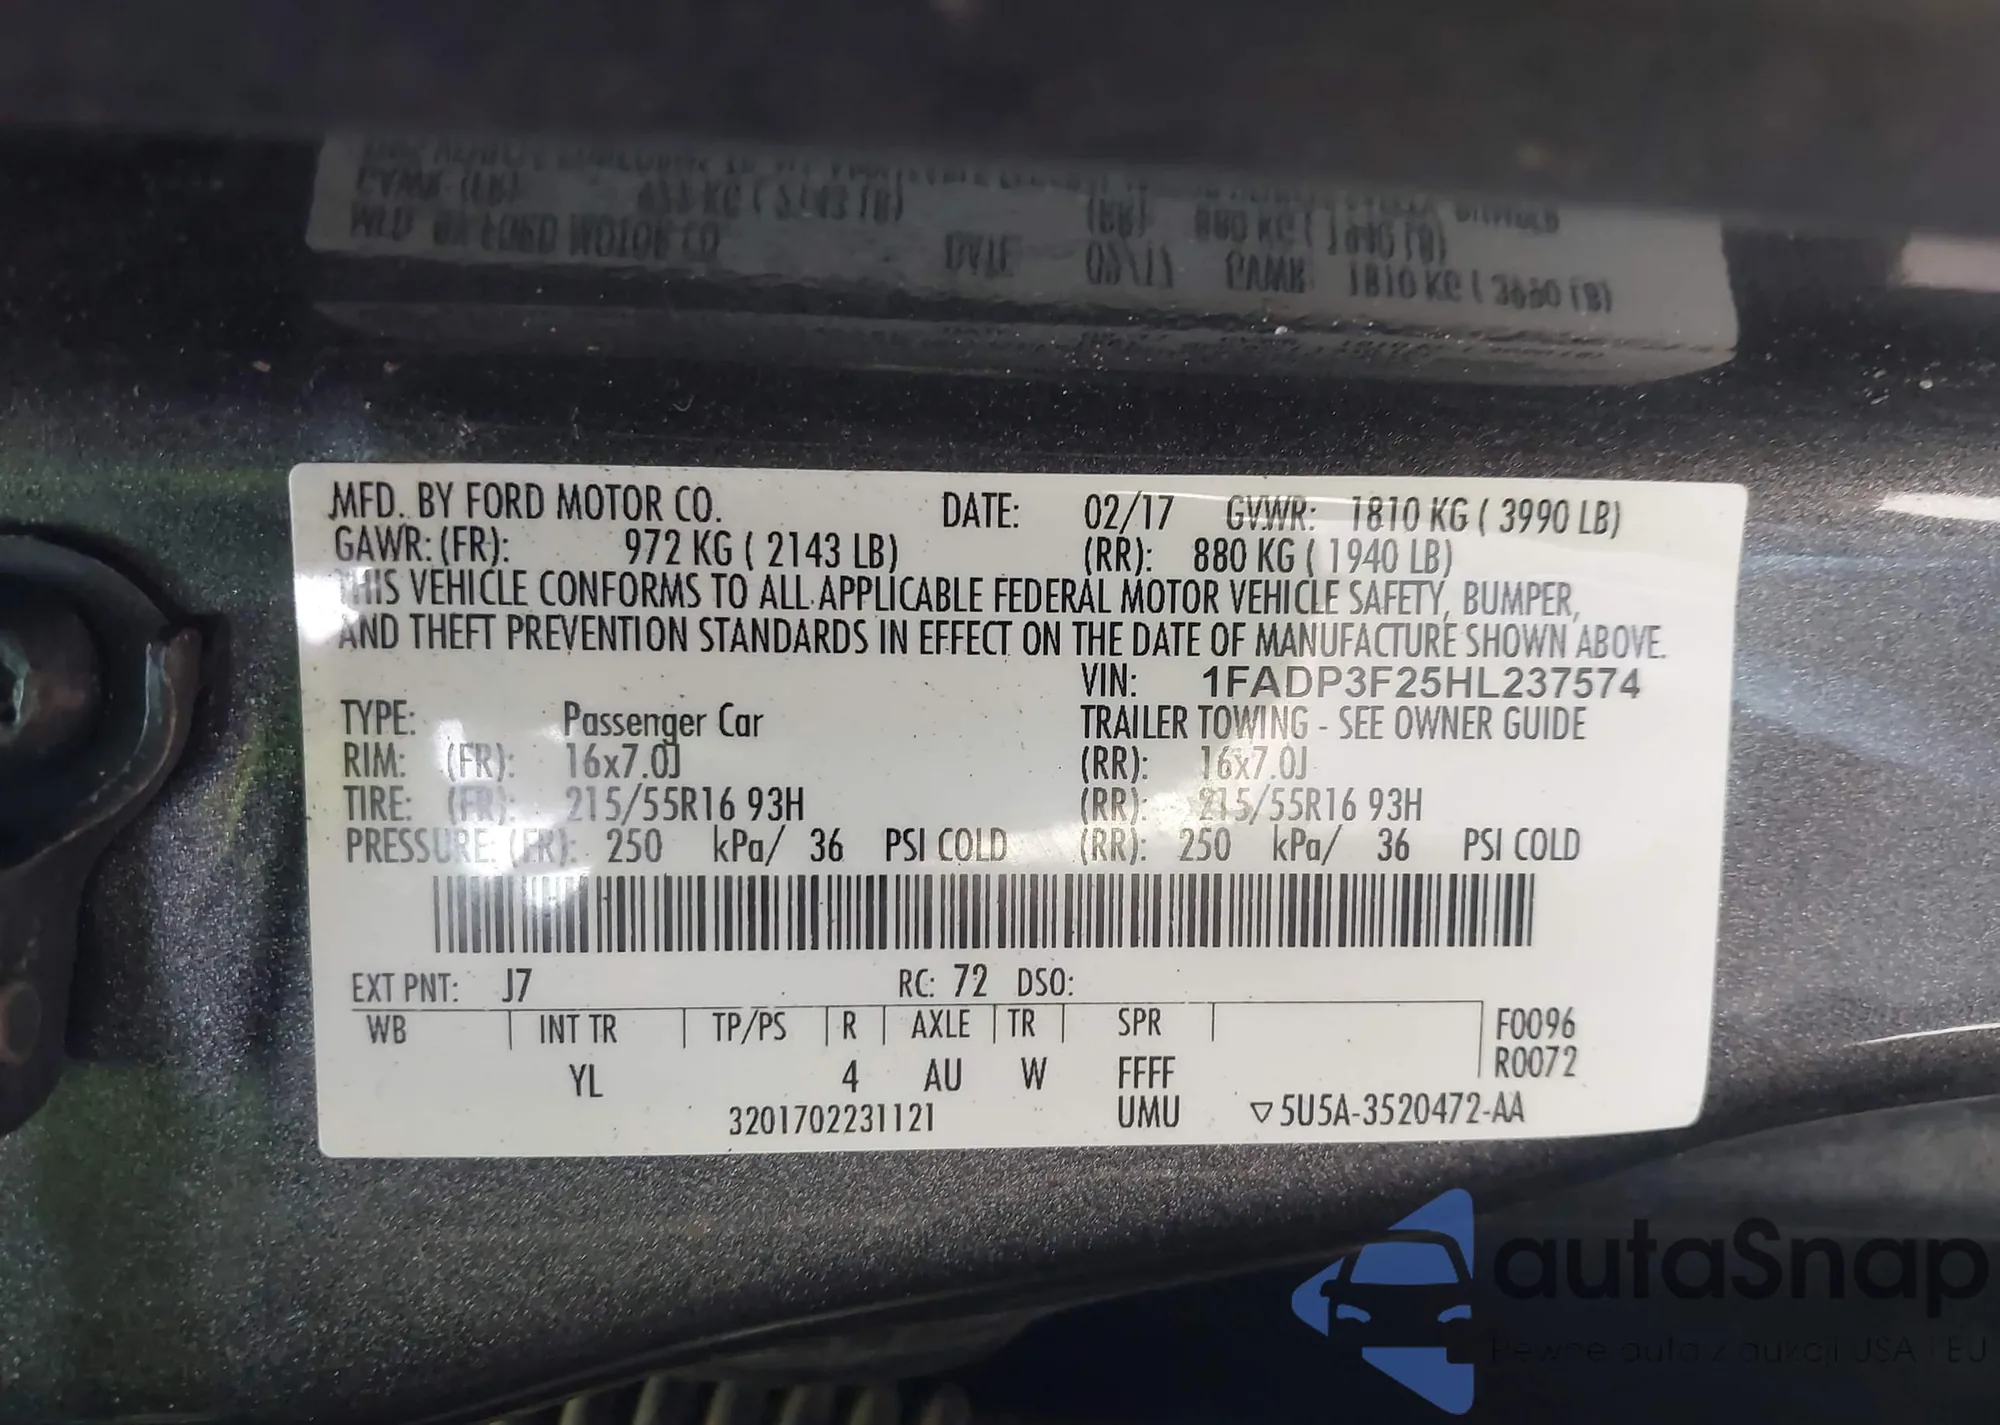 MFD. BY FORD MOTOR CO. DATE: 02/17 GVWR: 1810 KG ( 3990 LB)
GAWR: (FR): 972 KG ( 2143 LB) (RR): 880 KG ( 1940 LB)
THIS VEHICLE CONFORMS TO ALL APPLICABLE FEDERAL MOTOR VEHICLE SAFETY, BUMPER,
AND THEFT PREVENTION STANDARDS IN EFFECT ON THE DATE OF MANUFACTURE SHOWN ABOVE.
VIN: 1FADP3F25HL237574
TYPE: Passenger Car TRAILER TOWING - SEE OWNER GUIDE
RIM: (FR): 16x7.0J (RR): 16x7.0J
TIRE: (FR): 215/55R16 93H (RR): 215/55R16 93H
PRESSURE: (FR): 250 kPa/ 36 PSI COLD (RR): 250 kPa/ 36 PSI COLD
EXT PNT: J7 RC: 72 DSO:
WB INT TR TP/PS R AXLE TR SPR F0096
R0072
YL 4 AU W FFFF
3201702231121 UMU ▽5U5A-3520472-AA
autaSnap
Pewne auta z aukcji USA i EU